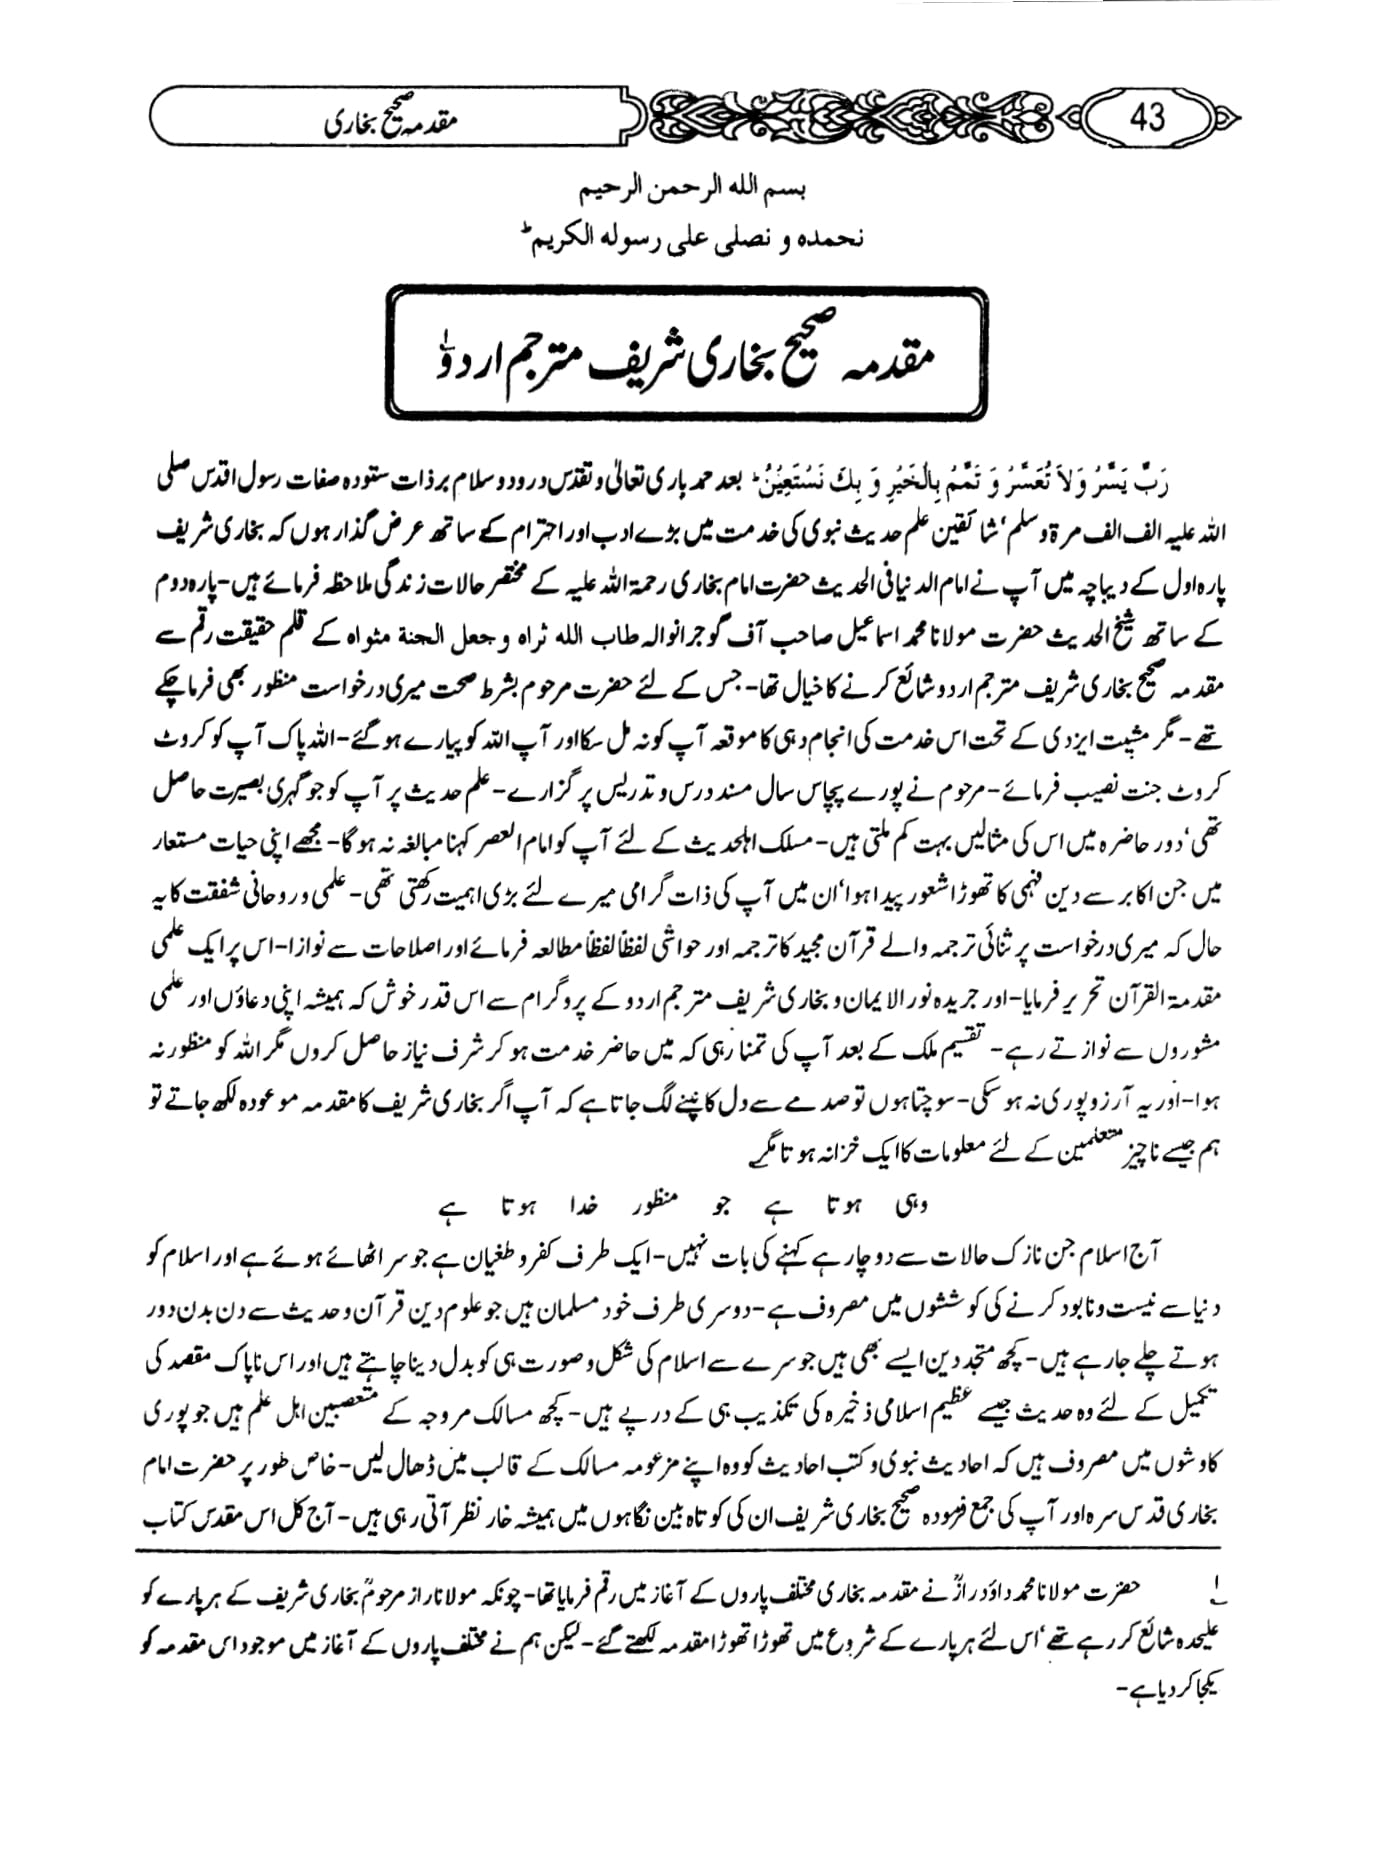 مقدمہ صحیح بخاری
43
بسم الله الرحمن الرحیم
نحمدہ و نصلی علی رسولہ الکریم ؕ
مقدمہ صحیح بخاری شریف مترجم اردو ۱؎
رَبِّ يَسِّرْ وَلاَ تُعَسِّرْ وَ تَمِّمْ بِالْخَيْرِ وَ بِكَ نَسْتَعِيْنُ ؕ بعد حمد باری تعالیٰ و تقدس درود و سلام بر ذات ستودہ صفات رسول اقدس صلی
اللہ علیہ الف الف مرۃ و سلم‘ شائقین علم حدیث نبوی کی خدمت میں بڑے ادب اور احترام کے ساتھ عرض گذار ہوں کہ بخاری شریف
پارہ اول کے دیباچہ میں آپ نے امام الدنیا فی الحدیث حضرت امام بخاری رحمۃ اللہ علیہ کے مختصر حالات زندگی ملاحظہ فرمائے ہیں۔ پارہ دوم
کے ساتھ شیخ الحدیث حضرت مولانا محمد اسماعیل صاحب آف گوجرانوالہ طاب الله ثراہ و جعل الجنة مثواہ کے قلم حقیقت رقم سے
مقدمہ صحیح بخاری شریف مترجم اردو شائع کرنے کا خیال تھا۔ جس کے لئے حضرت مرحوم بشرط صحت میری درخواست منظور بھی فرما چکے
تھے۔ مگر مشیت ایزدی کے تحت اس خدمت کی انجام دہی کا موقعہ آپ کو نہ مل سکا اور آپ اللہ کو پیارے ہو گئے۔ اللہ پاک آپ کو کروٹ
کروٹ جنت نصیب فرمائے۔ مرحوم نے پورے پچاس سال مسند درس و تدریس پر گزارے۔ علم حدیث پر آپ کو جو گہری بصیرت حاصل
تھی‘ دور حاضرہ میں اس کی مثالیں بہت کم ملتی ہیں۔ مسلک اہلحدیث کے لئے آپ کو امام العصر کہنا مبالغہ نہ ہو گا۔ مجھے اپنی حیات مستعار
میں جن اکابر سے دین فہمی کا تھوڑا شعور پیدا ہوا‘ ان میں آپ کی ذات گرامی میرے لئے بڑی اہمیت رکھتی تھی۔ علمی و روحانی شفقت کا یہ
حال کہ میری درخواست پر ثنائی ترجمہ والے قرآن مجید کا ترجمہ اور حواشی لفظاً لفظاً مطالعہ فرمائے اور اصلاحات سے نوازا۔ اس پر ایک علمی
مقدمۃ القرآن تحریر فرمایا۔ اور جریدہ نور الایمان و بخاری شریف مترجم اردو کے پروگرام سے اس قدر خوش کہ ہمیشہ اپنی دعاؤں اور علمی
مشوروں سے نوازتے رہے۔ تقسیم ملک کے بعد آپ کی تمنا رہی کہ میں حاضر خدمت ہو کر شرف نیاز حاصل کروں مگر اللہ کو منظور نہ
ہوا۔ اور یہ آرزو پوری نہ ہو سکی۔ سوچتا ہوں تو صدمے سے دل کانپنے لگ جاتا ہے کہ آپ اگر بخاری شریف کا مقدمہ موعودہ لکھ جاتے تو
ہم جیسے ناچیز متعلمین کے لئے معلومات کا ایک خزانہ ہوتا مگر
وہی ہوتا ہے جو منظور خدا ہوتا ہے
آج اسلام جن نازک حالات سے دوچار ہے کہنے کی بات نہیں۔ ایک طرف کفر و طغیان ہے جو سر اٹھائے ہوئے ہے اور اسلام کو
دنیا سے نیست و نابود کرنے کی کوششوں میں مصروف ہے۔ دوسری طرف خود مسلمان ہیں جو علوم دین قرآن و حدیث سے دن بدن دور
ہوتے چلے جا رہے ہیں۔ کچھ متجددین ایسے بھی ہیں جو سرے سے اسلام کی شکل و صورت ہی کو بدل دینا چاہتے ہیں اور اس ناپاک مقصد کی
تکمیل کے لئے وہ حدیث جیسے عظیم اسلامی ذخیرہ کی تکذیب ہی کے درپے ہیں۔ کچھ مسالک مروجہ کے متعصبین اہل علم ہیں جو پوری
کاوشوں میں مصروف ہیں کہ احادیث نبوی و کتب احادیث کو وہ اپنے مزعومہ مسالک کے قالب میں ڈھال لیں۔ خاص طور پر حضرت امام
بخاری قدس سرہ اور آپ کی جمع فرمودہ صحیح بخاری شریف ان کی کوتاہ بین نگاہوں میں ہمیشہ خار نظر آتی رہی ہیں۔ آج کل اس مقدس کتاب
۱؎ حضرت مولانا محمد داؤد رازؒ نے مقدمہ بخاری مختلف پاروں کے آغاز میں رقم فرمایا تھا۔ چونکہ مولانا راز مرحومؒ بخاری شریف کے ہر پارے کو
علیحدہ شائع کر رہے تھے‘ اس لئے ہر پارے کے شروع میں تھوڑا تھوڑا مقدمہ لکھتے گئے۔ لیکن ہم نے مختلف پاروں کے آغاز میں موجود اس مقدمہ کو
یکجا کر دیا ہے۔